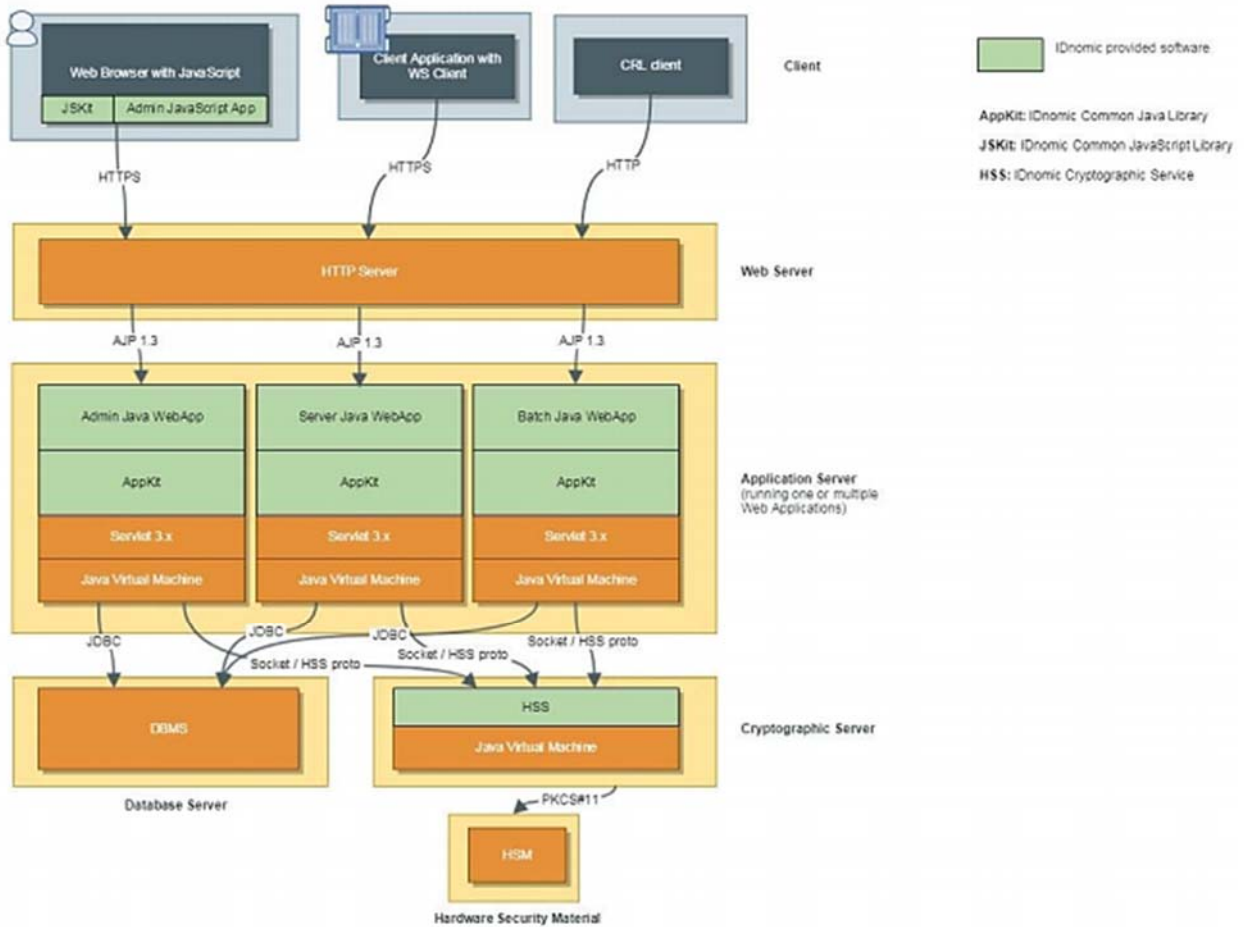 Web Browser with JavaScript
JSKit
Admin JavaScript App
Client Application with
WS Client
CRL client
Client
IDnomic provided software
AppKit: IDnomic Common Java Library
JSKit: IDnomic Common JavaScript Library
HSS: IDnomic Cryptographic Service
HTTPS
HTTPS
HTTP
HTTP Server
Web Server
AJP 1.3
AJP 1.3
AJP 1.3
Admin Java WebApp
Server Java WebApp
Batch Java WebApp
AppKit
AppKit
AppKit
Application Server
(running one or multiple
Web Applications)
Servlet 3.x
Servlet 3.x
Servlet 3.x
Java Virtual Machine
Java Virtual Machine
Java Virtual Machine
JDBC
JDBC
JDBC
Socket / HSS proto
Socket / HSS proto
Socket / HSS proto
DBMS
HSS
Java Virtual Machine
Cryptographic Server
Database Server
PKCS#11
HSM
Hardware Security Material